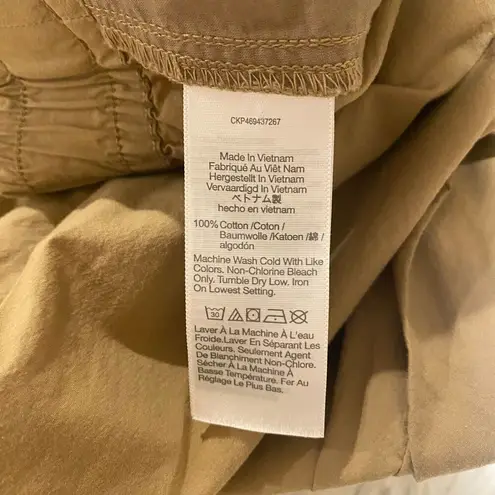 CKP469437267
Made In Vietnam
Fabriqué Au Viêt Nam
Hergestellt In Vietnam
Vervaardigd In Vietnam
ベトナム製
hecho en vietnam
100% Cotton /Coton /
Baumwolle /Katoen /綿 /
algodón
Machine Wash Cold With Like
Colors. Non-Chlorine Bleach
Only. Tumble Dry Low. Iron
On Lowest Setting.
30
Laver À La Machine À L'eau
Froide.Laver En Séparant Les
Couleurs. Seulement Agent
De Blanchiment Non-Chlore.
Sécher À La Machine À
Basse Température. Fer Au
Réglage Le Plus Bas.